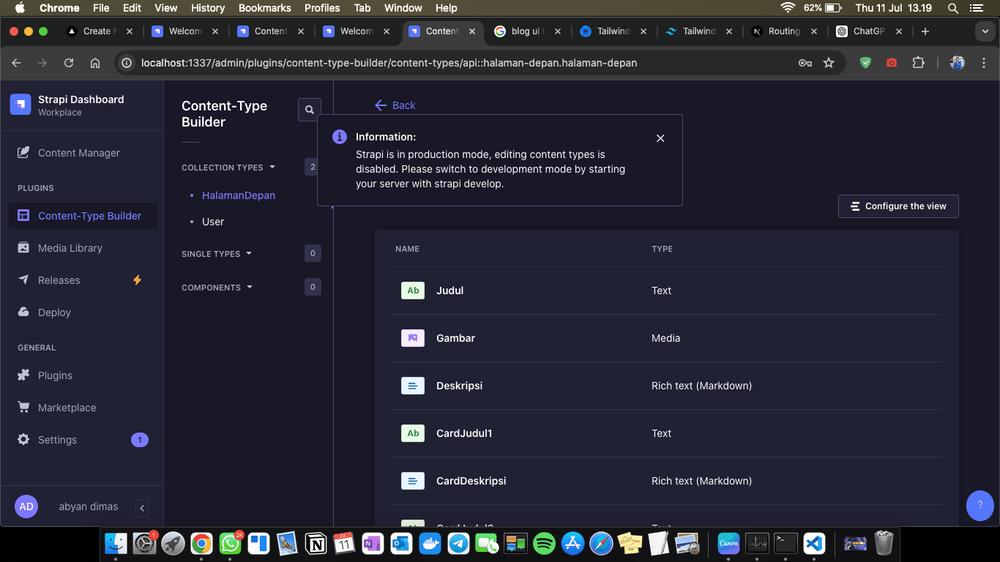 Chrome File Edit View History Bookmarks Profiles Tab Window Help 62% Thu 11 Jul 13.19
Create Welcom Content Welcom Content blog ui t Tailwind Tailwind Routing ChatGP
localhost:1337/admin/plugins/content-type-builder/content-types/api::halaman-depan.halaman-depan
Strapi Dashboard
Workplace
Content Manager
PLUGINS
Content-Type Builder
Media Library
Releases
Deploy
GENERAL
Plugins
Marketplace
Settings 1
AD abyan dimas
Content-Type
Builder
COLLECTION TYPES 2
HalamanDepan
User
SINGLE TYPES 0
COMPONENTS 0
Back
Information:
Strapi is in production mode, editing content types is
disabled. Please switch to development mode by starting
your server with strapi develop.
Configure the view
NAME TYPE
Ab Judul Text
Gambar Media
Deskripsi Rich text (Markdown)
Ab CardJudul1 Text
CardDeskripsi Rich text (Markdown)
?
1
24
JUL
11
Canva